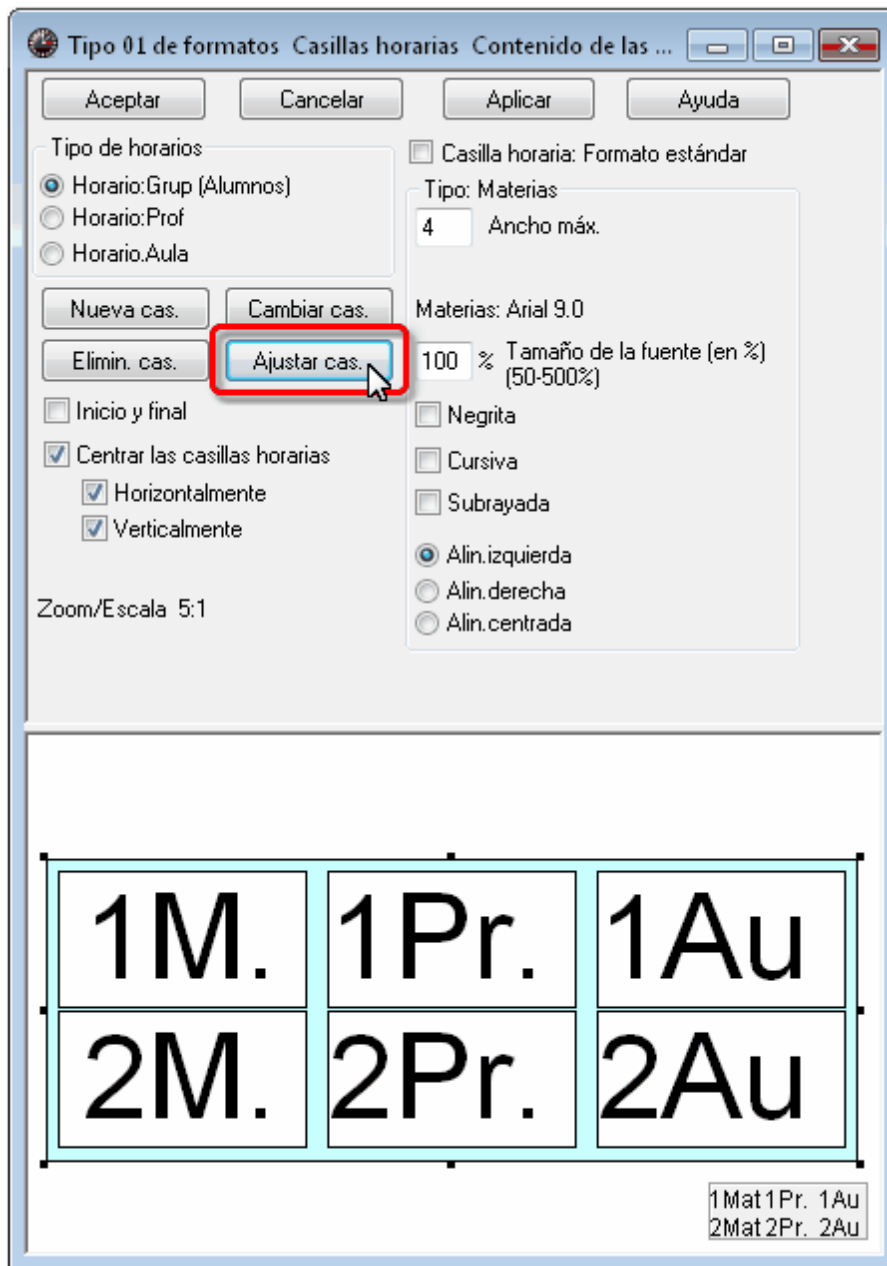 Tipo 01 de formatos Casillas horarias Contenido de las ...
Aceptar Cancelar Aplicar Ayuda
Tipo de horarios
Horario:Grup (Alumnos)
Horario:Prof
Horario.Aula
Nueva cas. Cambiar cas.
Elimin. cas. Ajustar cas.
Inicio y final
Centrar las casillas horarias
Horizontalmente
Verticalmente
Zoom/Escala 5:1
Casilla horaria: Formato estándar
Tipo: Materias
4 Ancho máx.
Materias: Arial 9.0
100 % Tamaño de la fuente (en %)
(50-500%)
Negrita
Cursiva
Subrayada
Alin.izquierda
Alin.derecha
Alin.centrada
1M. 1Pr. 1Au
2M. 2Pr. 2Au
1Mat1Pr. 1Au
2Mat2Pr. 2Au